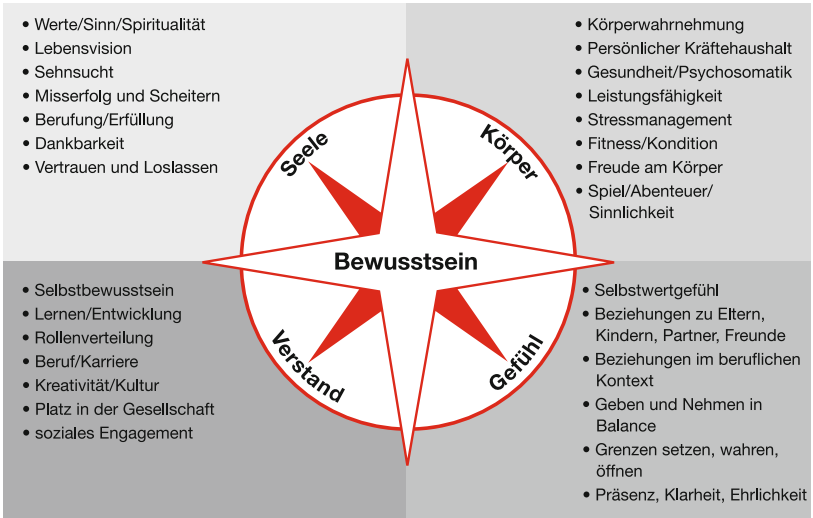 • Werte/Sinn/Spiritualität
• Lebensvision
• Sehnsucht
• Misserfolg und Scheitern
• Berufung/Erfüllung
• Dankbarkeit
• Vertrauen und Loslassen
• Körperwahrnehmung
• Persönlicher Kräftehaushalt
• Gesundheit/Psychosomatik
• Leistungsfähigkeit
• Stressmanagement
• Fitness/Kondition
• Freude am Körper
• Spiel/Abenteuer/
Sinnlichkeit
Seele
Körper
Bewusstsein
Verstand
Gefühl
• Selbstbewusstsein
• Lernen/Entwicklung
• Rollenverteilung
• Beruf/Karriere
• Kreativität/Kultur
• Platz in der Gesellschaft
• soziales Engagement
• Selbstwertgefühl
• Beziehungen zu Eltern,
Kindern, Partner, Freunde
• Beziehungen im beruflichen
Kontext
• Geben und Nehmen in
Balance
• Grenzen setzen, wahren,
öffnen
• Präsenz, Klarheit, Ehrlichkeit